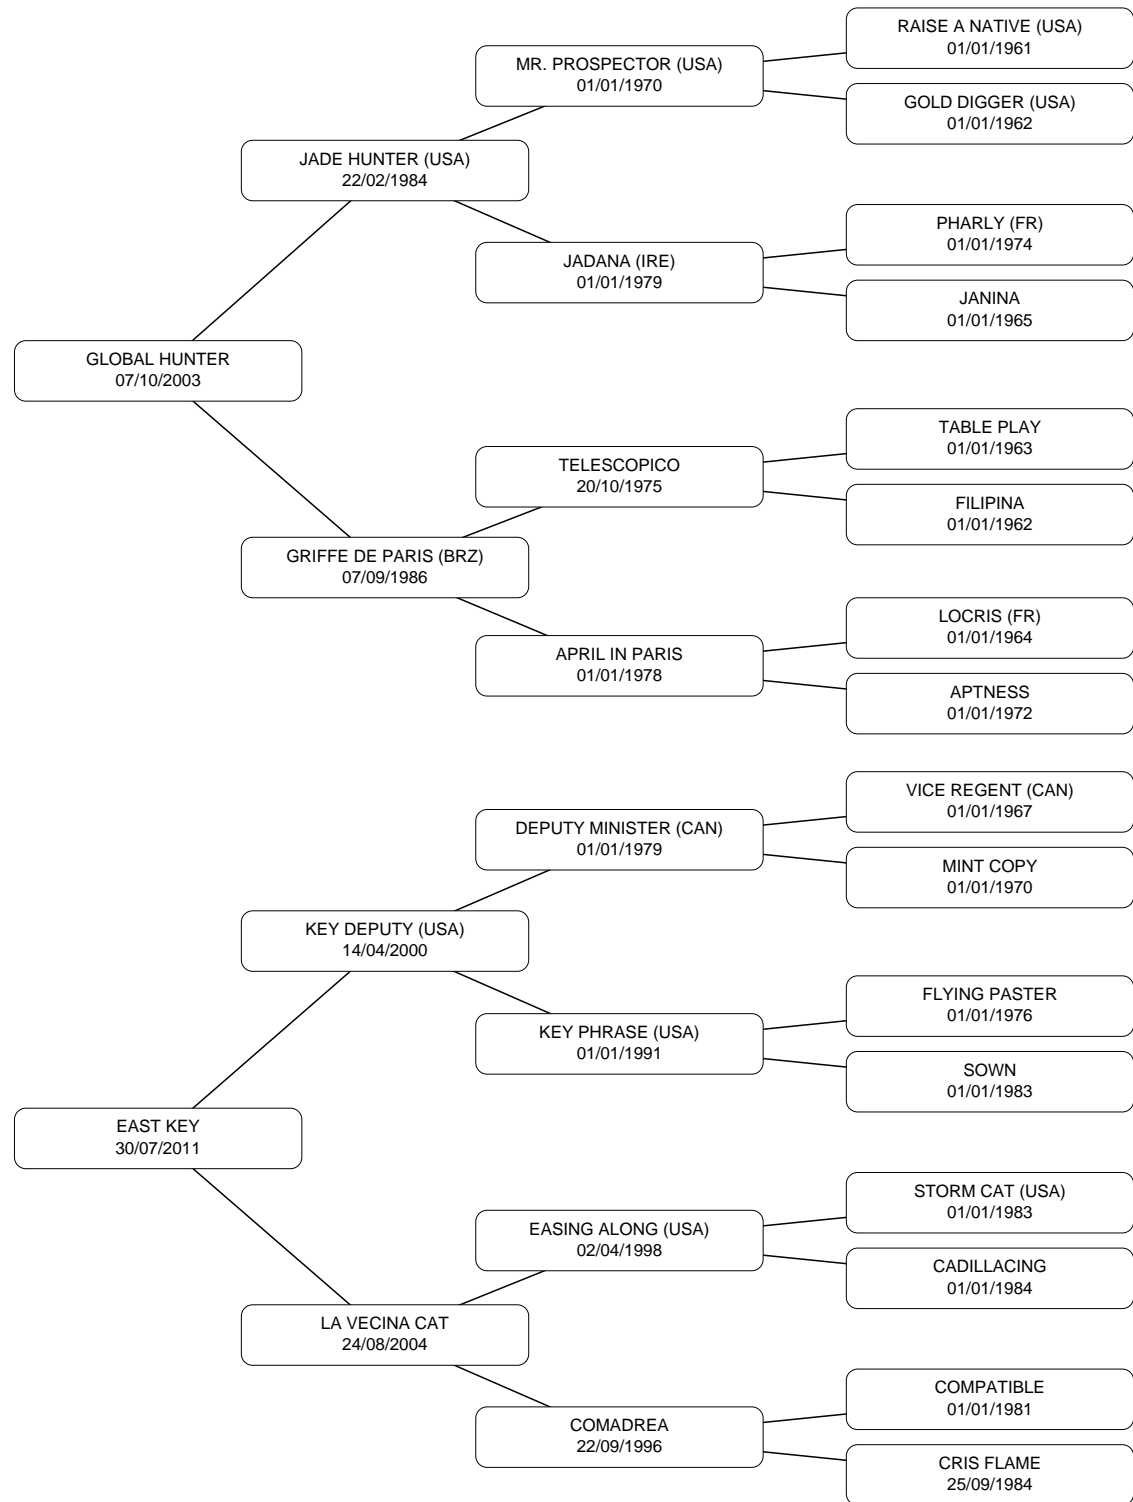 RAISE A NATIVE (USA)
01/01/1961
MR. PROSPECTOR (USA)
01/01/1970
GOLD DIGGER (USA)
01/01/1962
JADE HUNTER (USA)
22/02/1984
PHARLY (FR)
01/01/1974
JADANA (IRE)
01/01/1979
JANINA
01/01/1965
GLOBAL HUNTER
07/10/2003
TABLE PLAY
01/01/1963
TELESCOPICO
20/10/1975
FILIPINA
01/01/1962
GRIFFE DE PARIS (BRZ)
07/09/1986
LOCRIS (FR)
01/01/1964
APRIL IN PARIS
01/01/1978
APTNESS
01/01/1972
VICE REGENT (CAN)
01/01/1967
DEPUTY MINISTER (CAN)
01/01/1979
MINT COPY
01/01/1970
KEY DEPUTY (USA)
14/04/2000
FLYING PASTER
01/01/1976
KEY PHRASE (USA)
01/01/1991
SOWN
01/01/1983
EAST KEY
30/07/2011
STORM CAT (USA)
01/01/1983
EASING ALONG (USA)
02/04/1998
CADILLACING
01/01/1984
LA VECINA CAT
24/08/2004
COMPATIBLE
01/01/1981
COMADREA
22/09/1996
CRIS FLAME
25/09/1984